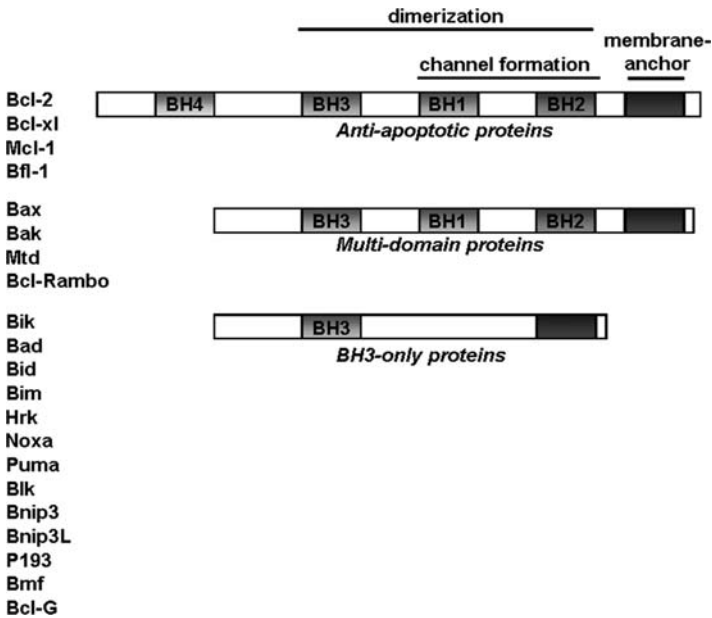 dimerization
membrane-
anchor
channel formation
Bcl-2
BH4 BH3 BH1 BH2
Bcl-xl
Anti-apoptotic proteins
Mcl-1
Bfl-1
Bax
BH3 BH1 BH2
Bak
Multi-domain proteins
Mtd
Bcl-Rambo
Bik
BH3
Bad
BH3-only proteins
Bid
Bim
Hrk
Noxa
Puma
Blk
Bnip3
Bnip3L
P193
Bmf
Bcl-G